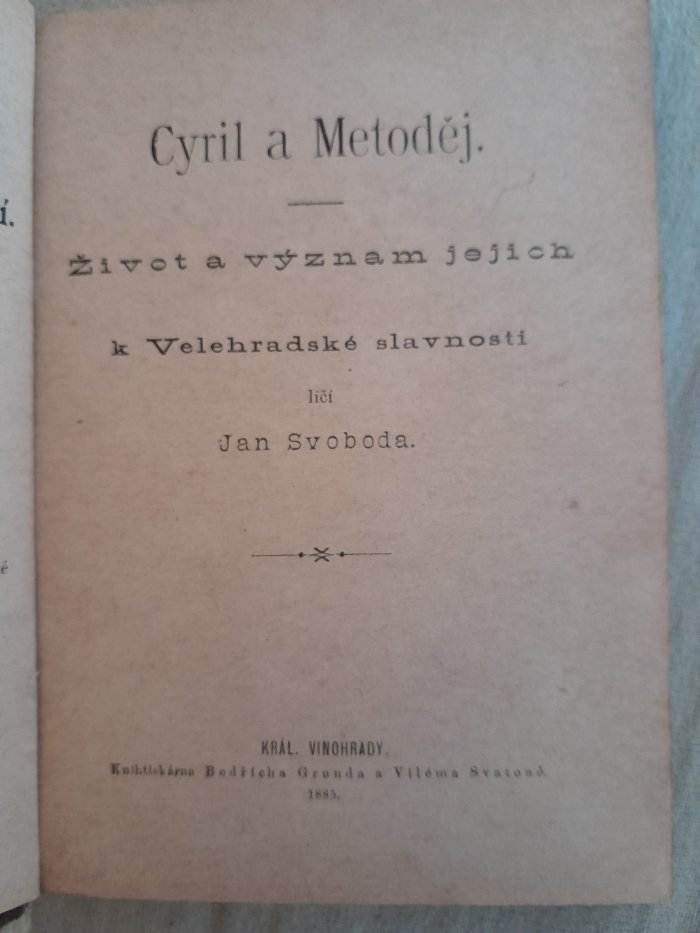 Cyril a Metoděj.
Život a význam jejich
k Velehradské slavnosti
líčí
Jan Svoboda.
KRÁL. VINOHRADY.
Knihtiskárna Bedřicha Grunda a Viléma Svatoně.
1885.